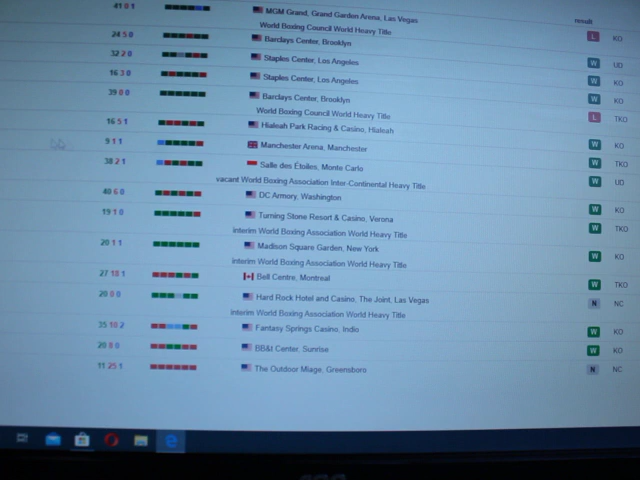 41 0 1 MGM Grand, Grand Garden Arena, Las Vegas
result
World Boxing Council World Heavy Title
24 5 0 Barclays Center, Brooklyn L KO
32 2 0 Staples Center, Los Angeles W UD
16 3 0 Staples Center, Los Angeles W KO
39 0 0 Barclays Center, Brooklyn W KO
World Boxing Council World Heavy Title
16 5 1 Hialeah Park Racing & Casino, Hialeah L TKO
9 1 1 Manchester Arena, Manchester W KO
38 2 1 Salle des Étoiles, Monte Carlo W TKO
vacant World Boxing Association Inter-Continental Heavy Title
40 6 0 DC Armory, Washington W UD
19 1 0 Turning Stone Resort & Casino, Verona W KO
interim World Boxing Association World Heavy Title
20 1 1 Madison Square Garden, New York W TKO
interim World Boxing Association World Heavy Title
27 18 1 Bell Centre, Montreal W KO
20 0 0 Hard Rock Hotel and Casino, The Joint, Las Vegas W TKO
interim World Boxing Association World Heavy Title N NC
35 18 2 Fantasy Springs Casino, Indio W KO
BB&t Center, Sunrise W KO
11 25 1 The Outdoor Miage, Greensboro N NC